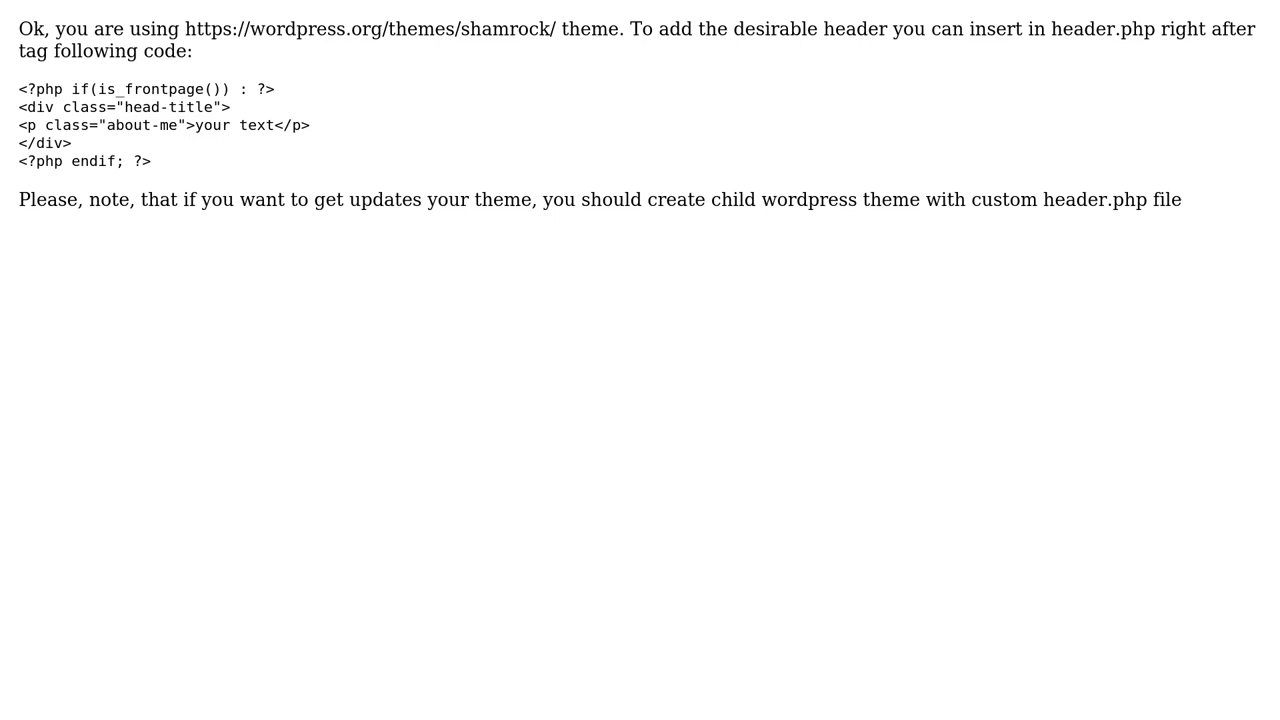 Ok, you are using https://wordpress.org/themes/shamrock/ theme. To add the desirable header you can insert in header.php right after
tag following code:
<?php if(is_frontpage()) : ?>
<div class="head-title">
<p class="about-me">your text</p>
</div>
<?php endif; ?>
Please, note, that if you want to get updates your theme, you should create child wordpress theme with custom header.php file